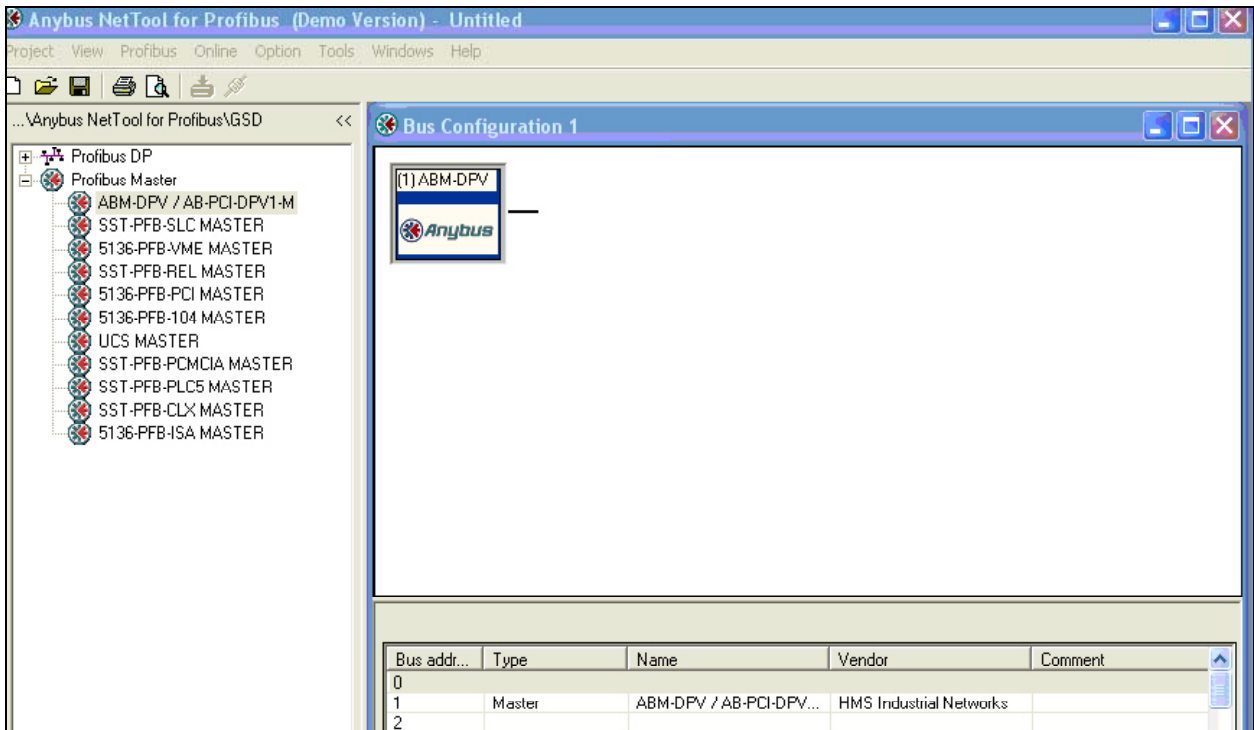 Anybus NetTool for Profibus (Demo Version) - Untitled
Project View Profibus Online Option Tools Windows Help
...\Anybus NetTool for Profibus\GSD <<
Profibus DP
Profibus Master
ABM-DPV / AB-PCI-DPV1-M
SST-PFB-SLC MASTER
5136-PFB-VME MASTER
SST-PFB-REL MASTER
5136-PFB-PCI MASTER
5136-PFB-104 MASTER
UCS MASTER
SST-PFB-PCMCIA MASTER
SST-PFB-PLC5 MASTER
SST-PFB-CLX MASTER
5136-PFB-ISA MASTER
Bus Configuration 1
(1) ABM-DPV
Anybus
Bus addr... Type Name Vendor Comment
0
1 Master ABM-DPV / AB-PCI-DPV... HMS Industrial Networks
2